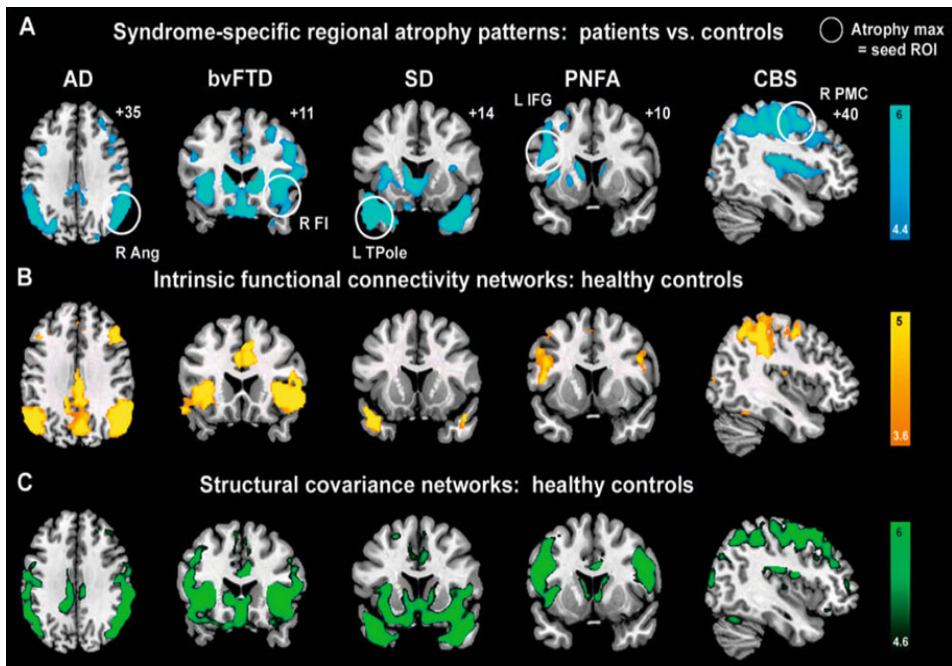 A
Syndrome-specific regional atrophy patterns: patients vs. controls
Atrophy max
= seed ROI
AD
bvFTD
SD
PNFA
CBS
+35
+11
+14
L IFG
+10
R PMC
+40
6
4.4
R Ang
R FI
L TPole
B
Intrinsic functional connectivity networks: healthy controls
5
3.6
C
Structural covariance networks: healthy controls
6
4.6